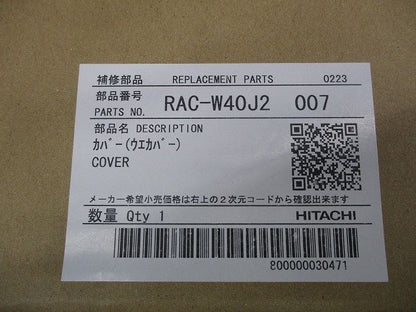 補修部品 REPLACEMENT PARTS 0223
部品番号
PARTS NO. RAC-W40J2 007
部品名 DESCRIPTION
ｶﾊﾞｰ(ｳｴｶﾊﾞｰ)
COVER
メーカー希望小売価格は右上の2次元コードから確認出来ます
数量 Qty 1 HITACHI
800000030471